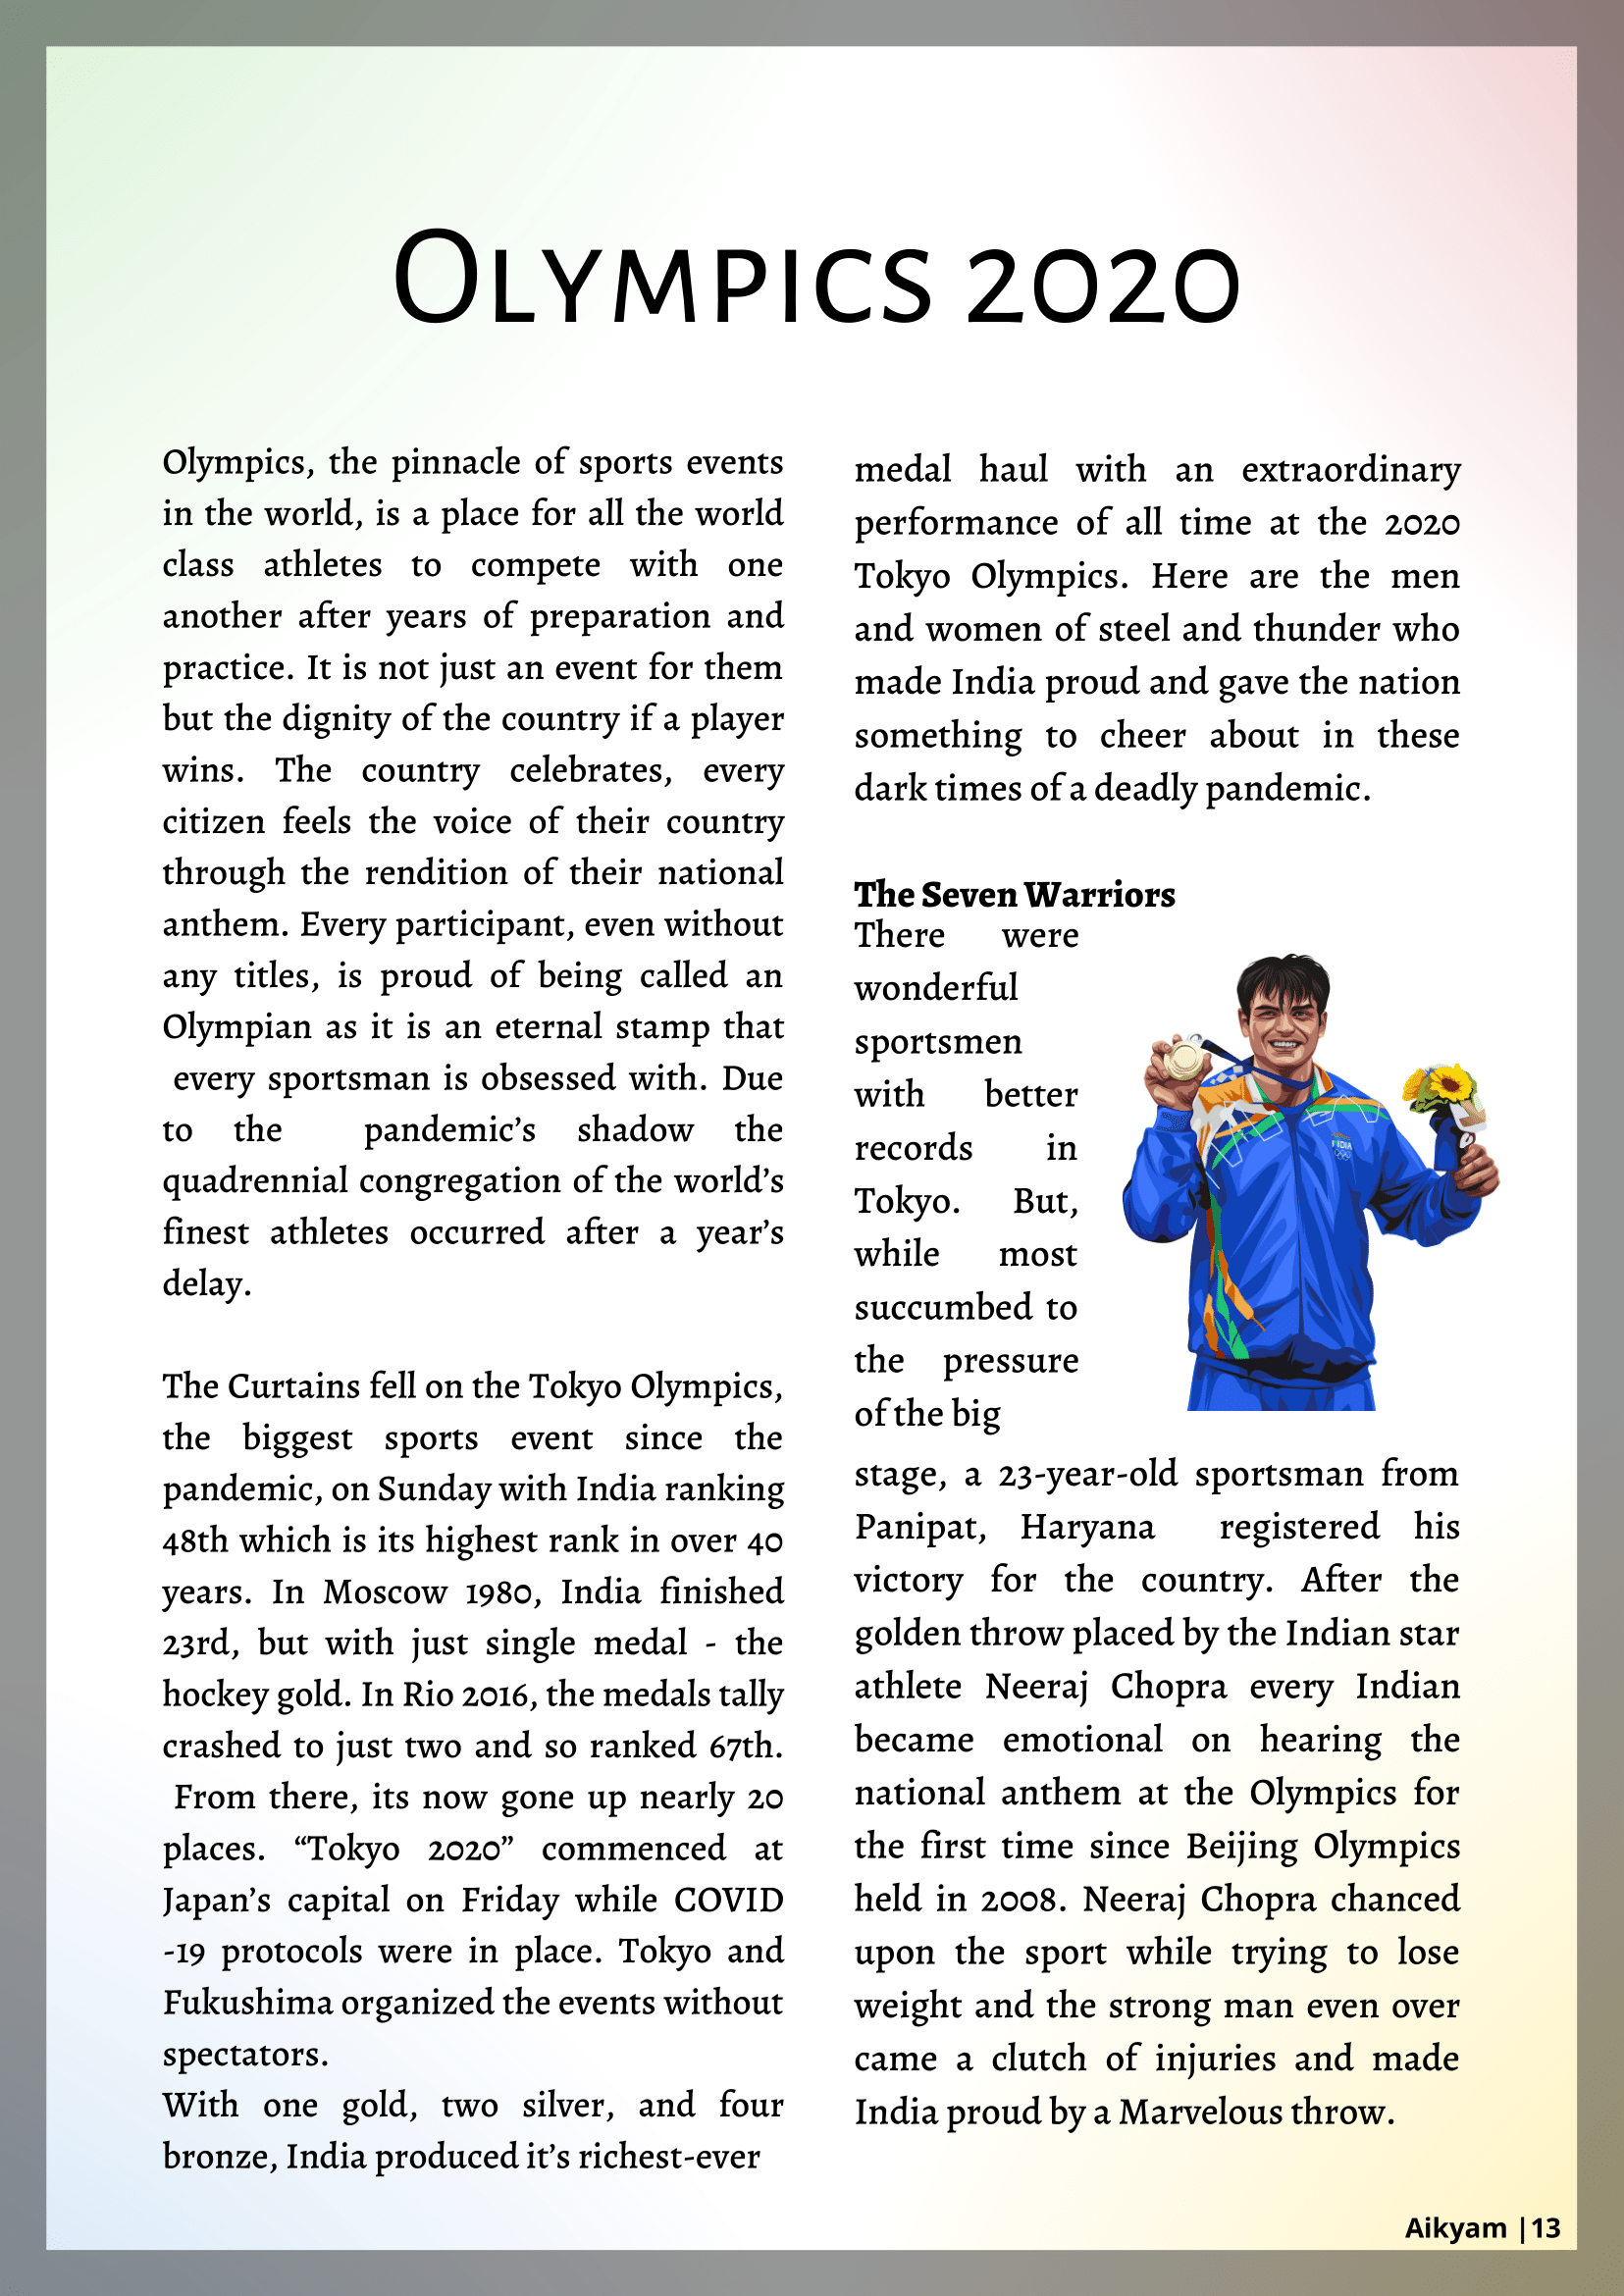 Olympics 2020
Olympics, the pinnacle of sports events
in the world, is a place for all the world
class athletes to compete with one
another after years of preparation and
practice. It is not just an event for them
but the dignity of the country if a player
wins. The country celebrates, every
citizen feels the voice of their country
through the rendition of their national
anthem. Every participant, even without
any titles, is proud of being called an
Olympian as it is an eternal stamp that
every sportsman is obsessed with. Due
to the pandemic’s shadow the
quadrennial congregation of the world’s
finest athletes occurred after a year’s
delay.
The Curtains fell on the Tokyo Olympics,
the biggest sports event since the
pandemic, on Sunday with India ranking
48th which is its highest rank in over 40
years. In Moscow 1980, India finished
23rd, but with just single medal - the
hockey gold. In Rio 2016, the medals tally
crashed to just two and so ranked 67th.
From there, its now gone up nearly 20
places. “Tokyo 2020” commenced at
Japan’s capital on Friday while COVID
-19 protocols were in place. Tokyo and
Fukushima organized the events without
spectators.
With one gold, two silver, and four
bronze, India produced it’s richest-ever
medal haul with an extraordinary
performance of all time at the 2020
Tokyo Olympics. Here are the men
and women of steel and thunder who
made India proud and gave the nation
something to cheer about in these
dark times of a deadly pandemic.
The Seven Warriors
There were
wonderful
sportsmen
with better
records in
Tokyo. But,
while most
succumbed to
the pressure
of the big
INDIA
stage, a 23-year-old sportsman from
Panipat, Haryana registered his
victory for the country. After the
golden throw placed by the Indian star
athlete Neeraj Chopra every Indian
became emotional on hearing the
national anthem at the Olympics for
the first time since Beijing Olympics
held in 2008. Neeraj Chopra chanced
upon the sport while trying to lose
weight and the strong man even over
came a clutch of injuries and made
India proud by a Marvelous throw.
Aikyam |13